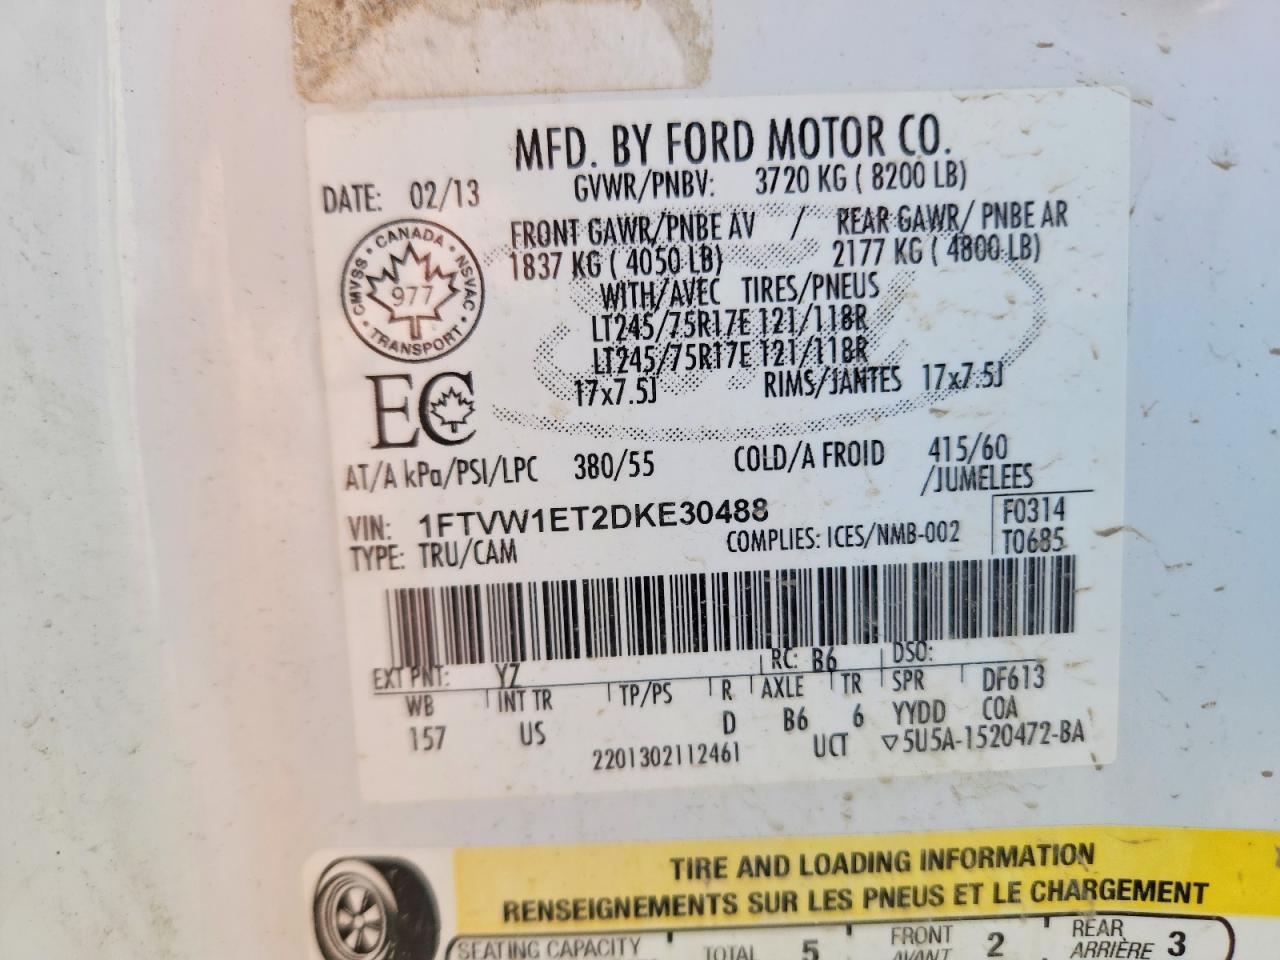 MFD. BY FORD MOTOR CO.
DATE: 02/13 GVWR/PNBV: 3720 KG ( 8200 LB)
FRONT GAWR/PNBE AV / REAR GAWR/ PNBE AR
1837 KG ( 4050 LB) 2177 KG ( 4800 LB)
WITH/AVEC TIRES/PNEUS
LT245/75R17E 121/118R
LT245/75R17E 121/118R
17x7.5J RIMS/JANTES 17x7.5J
CANADA
CMVSS • NSVAC
977
TRANSPORT
EC
AT/A kPa/PSI/LPC 380/55 COLD/A FROID 415/60
/JUMELEES
VIN: 1FTVW1ET2DKE30488 F0314
TYPE: TRU/CAM COMPLIES: ICES/NMB-002 T0685
EXT PNT: YZ RC: B6 DSO:
WB INT TR TP/PS R AXLE TR SPR DF613
157 US D B6 6 YYDD COA
2201302112461 UCT ▽5U5A-1520472-BA
TIRE AND LOADING INFORMATION
RENSEIGNEMENTS SUR LES PNEUS ET LE CHARGEMENT
SEATING CAPACITY TOTAL 5 FRONT AVANT 2 REAR ARRIÈRE 3